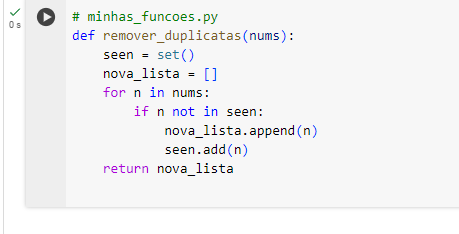 0 s
# minhas_funcoes.py
def remover_duplicatas(nums):
    seen = set()
    nova_lista = []
    for n in nums:
        if n not in seen:
            nova_lista.append(n)
            seen.add(n)
    return nova_lista